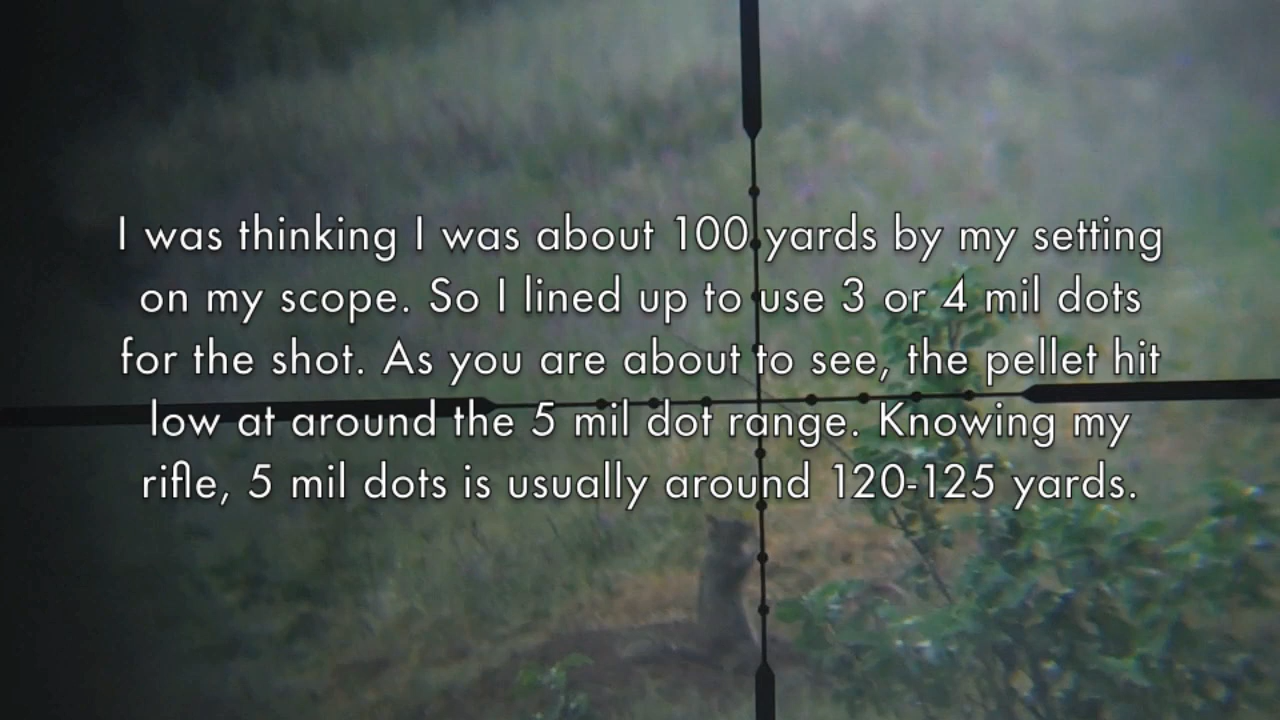 I was thinking I was about 100 yards by my setting
on my scope. So I lined up to use 3 or 4 mil dots
for the shot. As you are about to see, the pellet hit
low at around the 5 mil dot range. Knowing my
rifle, 5 mil dots is usually around 120-125 yards.